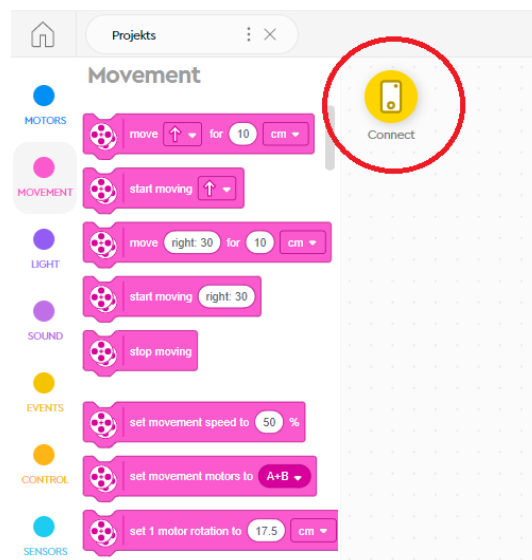 Projekts
Movement
MOTORS
MOVEMENT
LIGHT
SOUND
EVENTS
CONTROL
SENSORS
move for 10 cm
start moving
move right: 30 for 10 cm
start moving right: 30
stop moving
set movement speed to 50 %
set movement motors to A+B
set 1 motor rotation to 17.5 cm
Connect